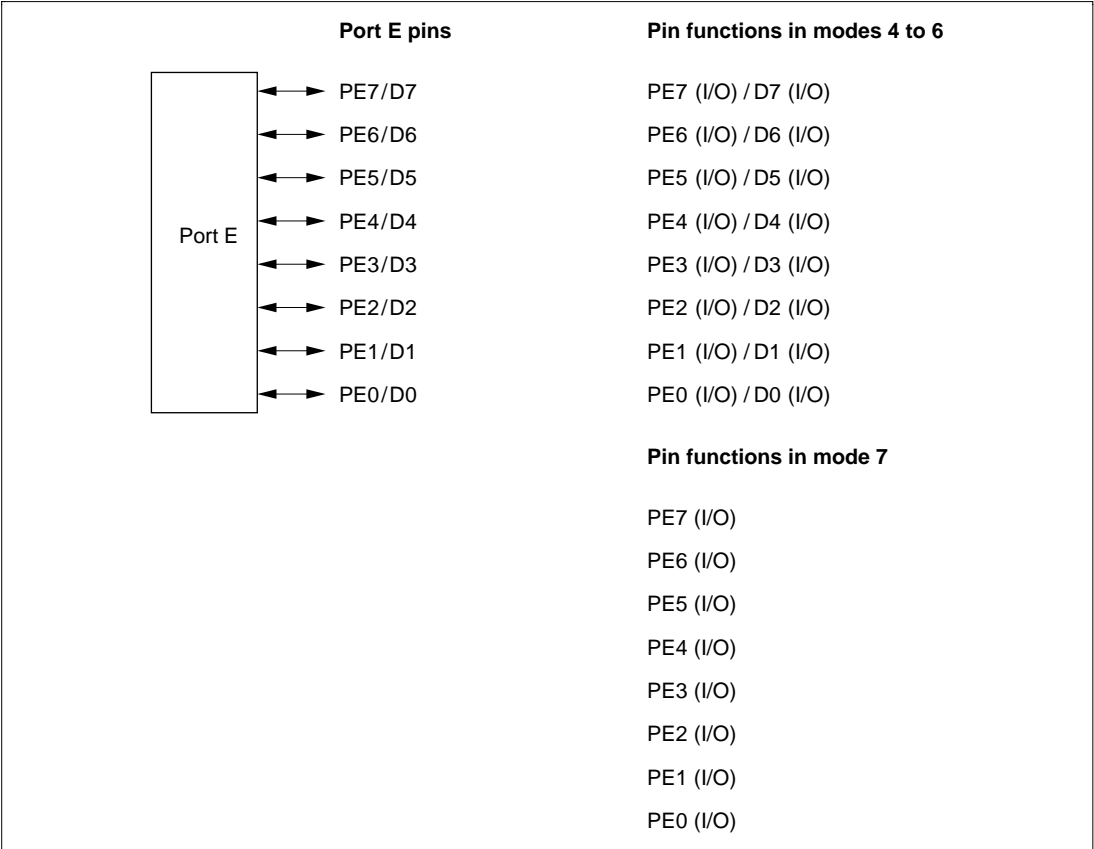 Port E pins Pin functions in modes 4 to 6
PE7/D7 PE7 (I/O) / D7 (I/O)
PE6/D6 PE6 (I/O) / D6 (I/O)
PE5/D5 PE5 (I/O) / D5 (I/O)
PE4/D4 PE4 (I/O) / D4 (I/O)
Port E
PE3/D3 PE3 (I/O) / D3 (I/O)
PE2/D2 PE2 (I/O) / D2 (I/O)
PE1/D1 PE1 (I/O) / D1 (I/O)
PE0/D0 PE0 (I/O) / D0 (I/O)
Pin functions in mode 7
PE7 (I/O)
PE6 (I/O)
PE5 (I/O)
PE4 (I/O)
PE3 (I/O)
PE2 (I/O)
PE1 (I/O)
PE0 (I/O)